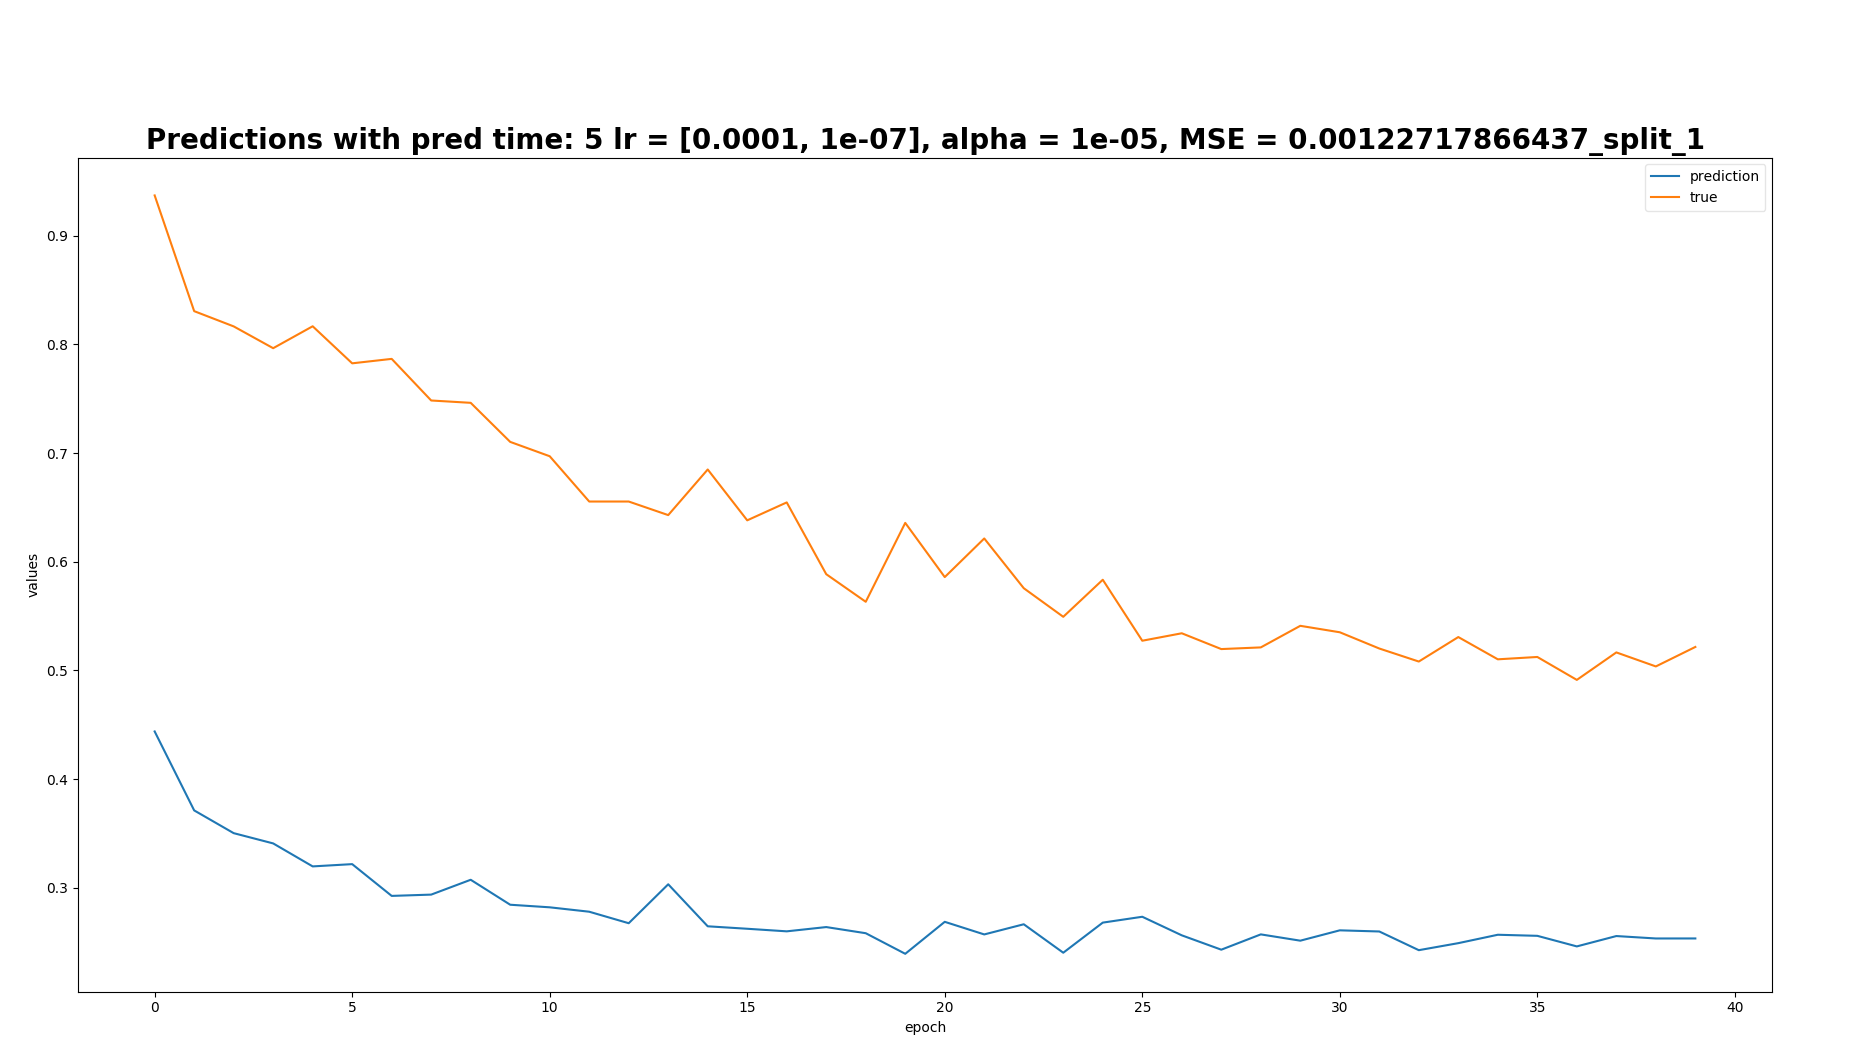 Predictions with pred time: 5 lr = [0.0001, 1e-07], alpha = 1e-05, MSE = 0.00122717866437_split_1
prediction
true
0.9
0.8
0.7
0.6
0.5
0.4
0.3
values
0 5 10 15 20 25 30 35 40
epoch